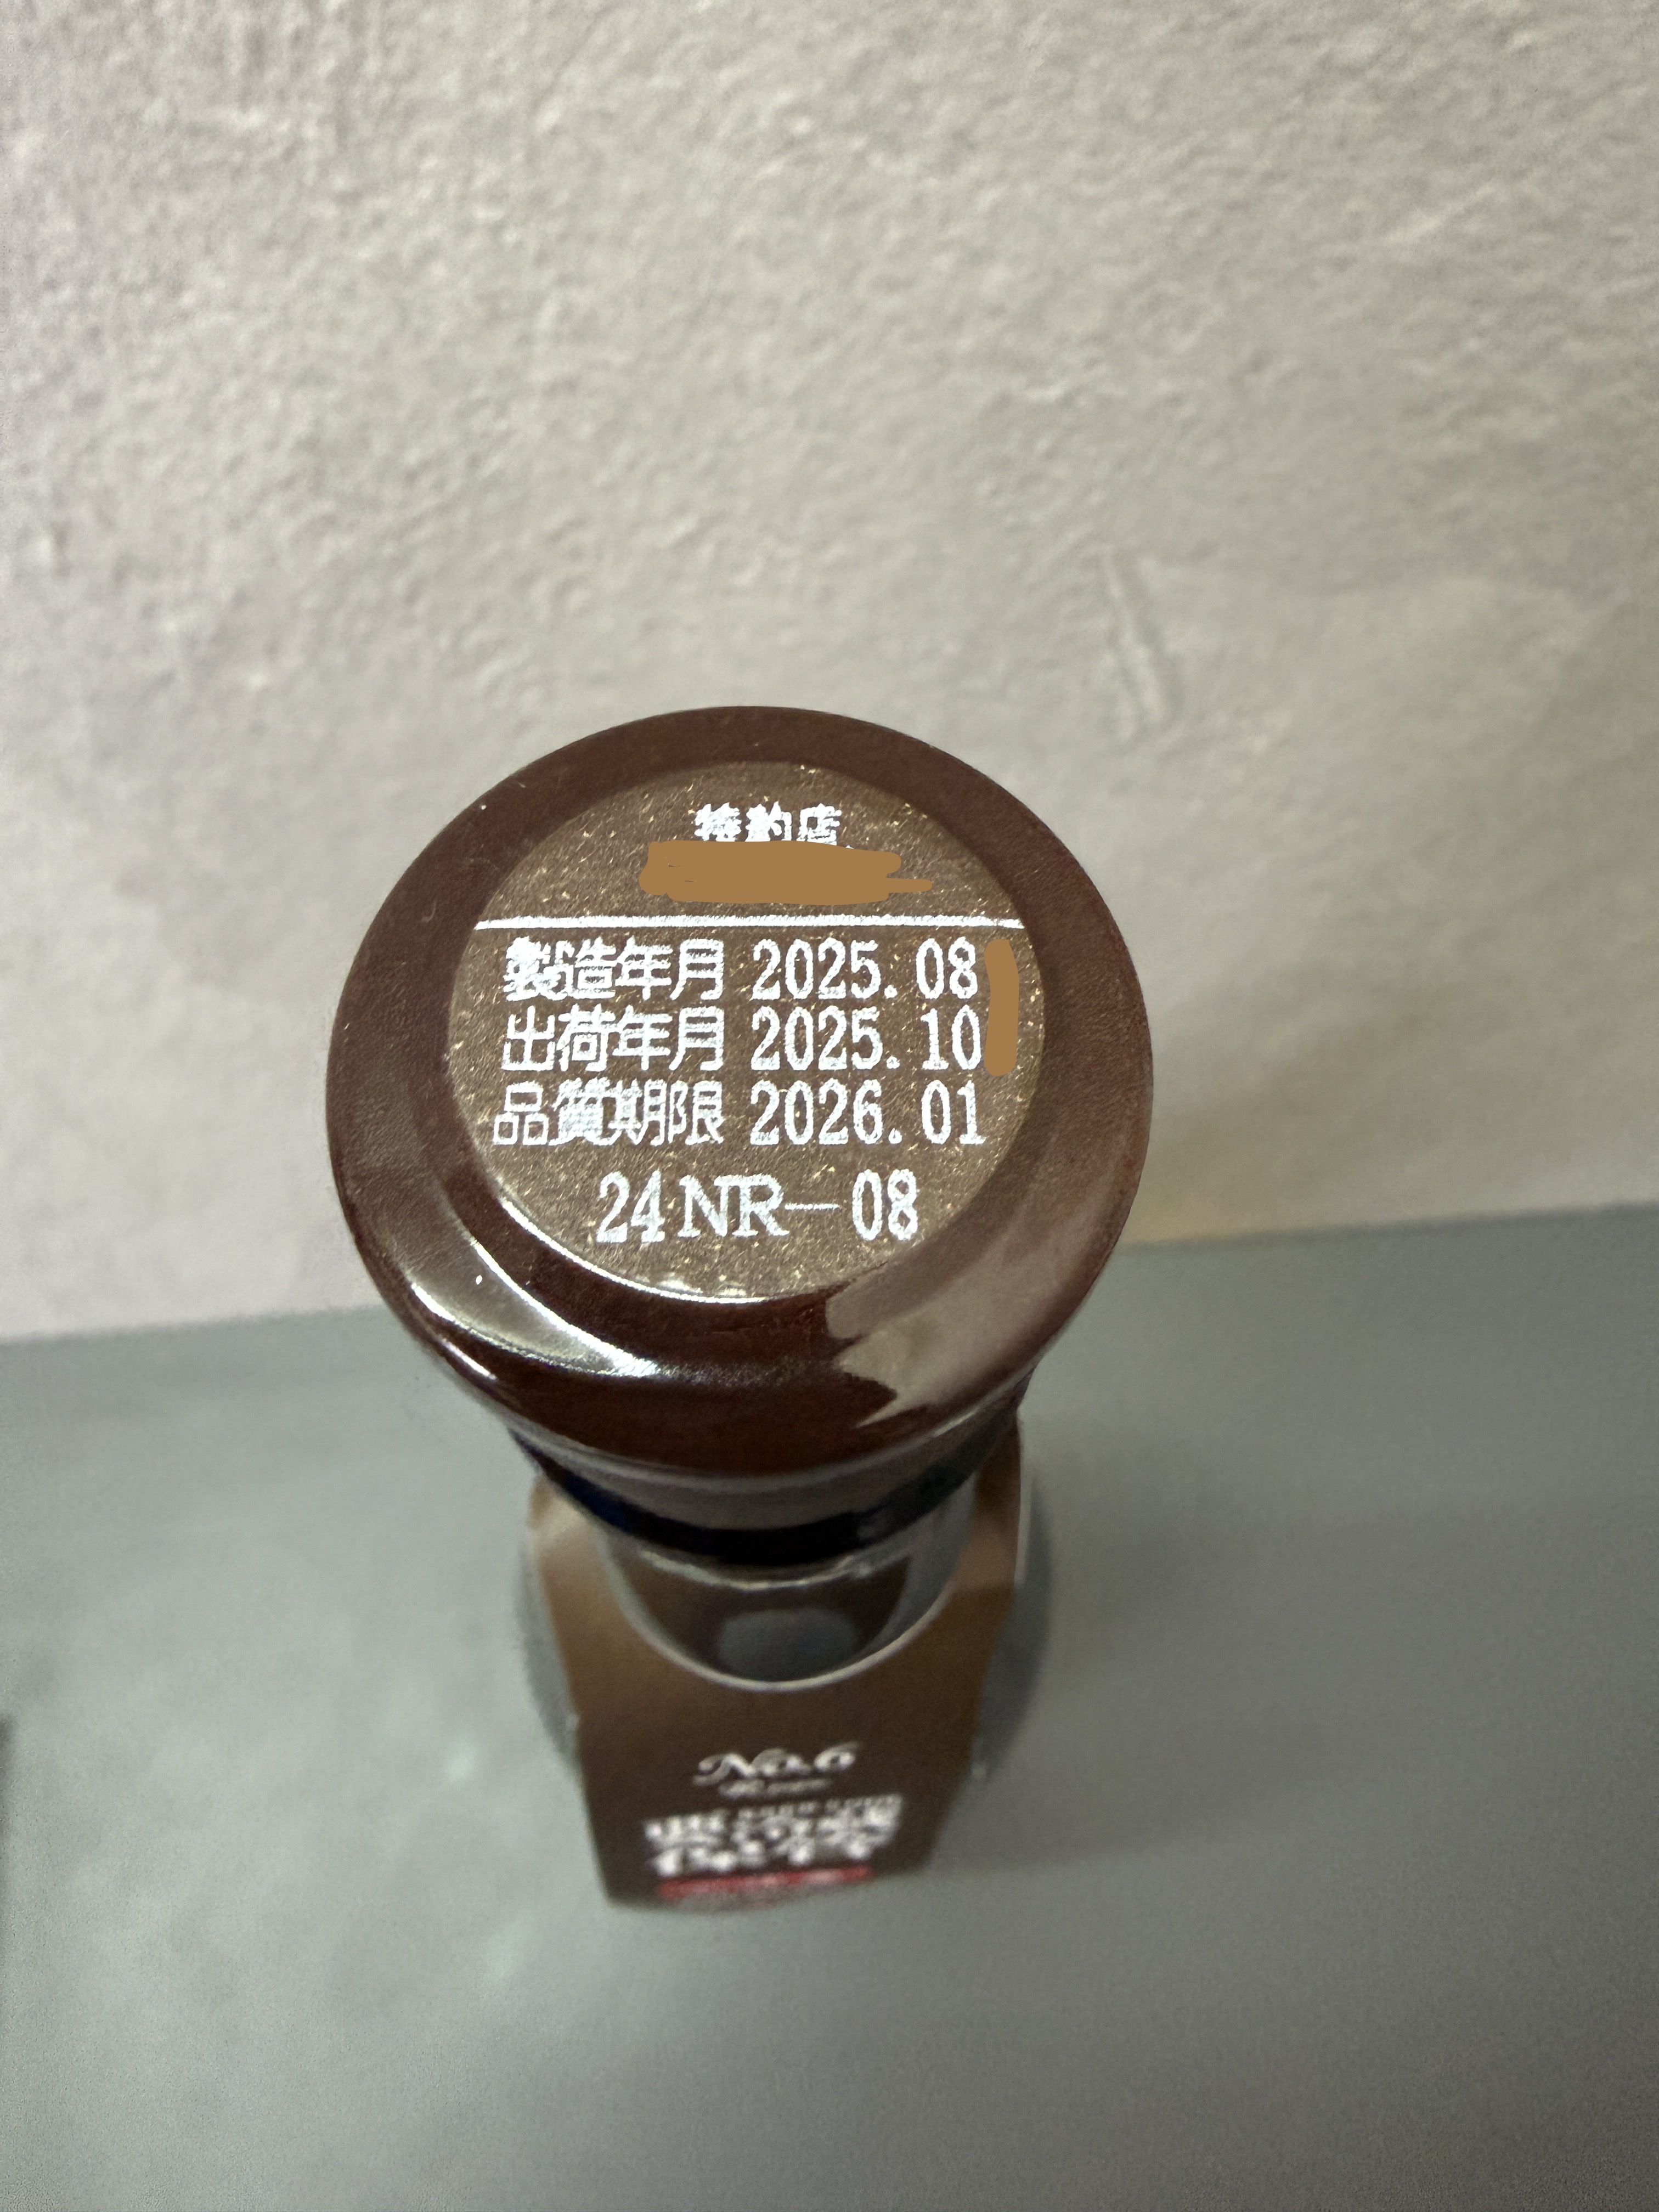 特約店
製造年月 2025.08
出荷年月 2025.10
品質期限 2026.01
24NR-08
No.6